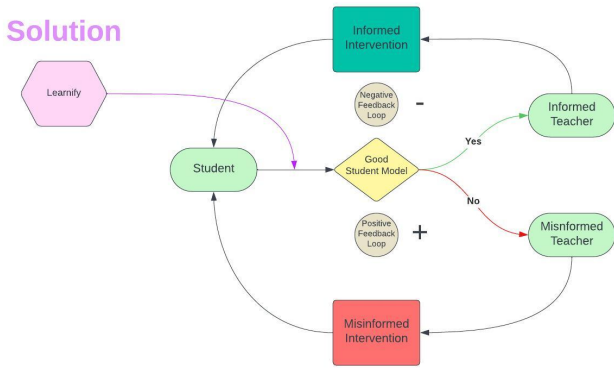 Solution
Informed
Intervention
Learnify
Negative
Feedback
Loop
-
Informed
Teacher
Yes
Student
Good
Student Model
No
Positive
Feedback
Loop
+
Misnformed
Teacher
Misinformed
Intervention